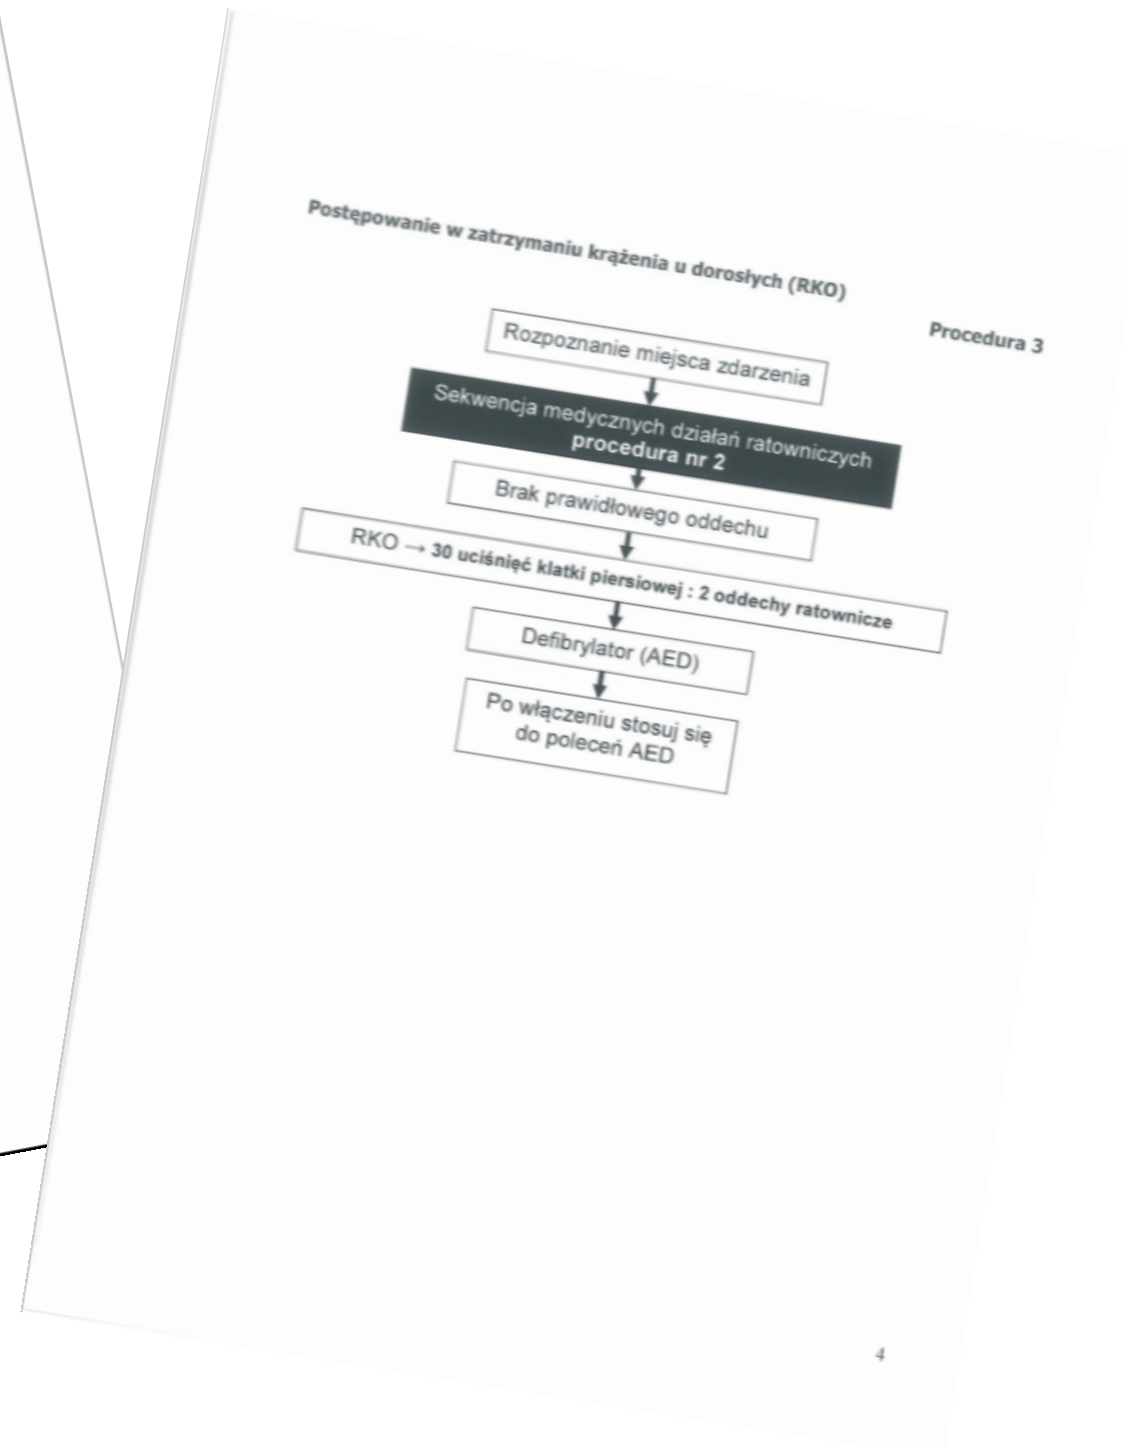 Postępowanie w zatrzymaniu krążenia u dorosłych (RKO)
Procedura 3
Rozpoznanie miejsca zdarzenia
Sekwencja medycznych działań ratowniczych
procedura nr 2
Brak prawidłowego oddechu
RKO → 30 uciśnięć klatki piersiowej : 2 oddechy ratownicze
Defibrylator (AED)
Po włączeniu stosuj się
do poleceń AED
4